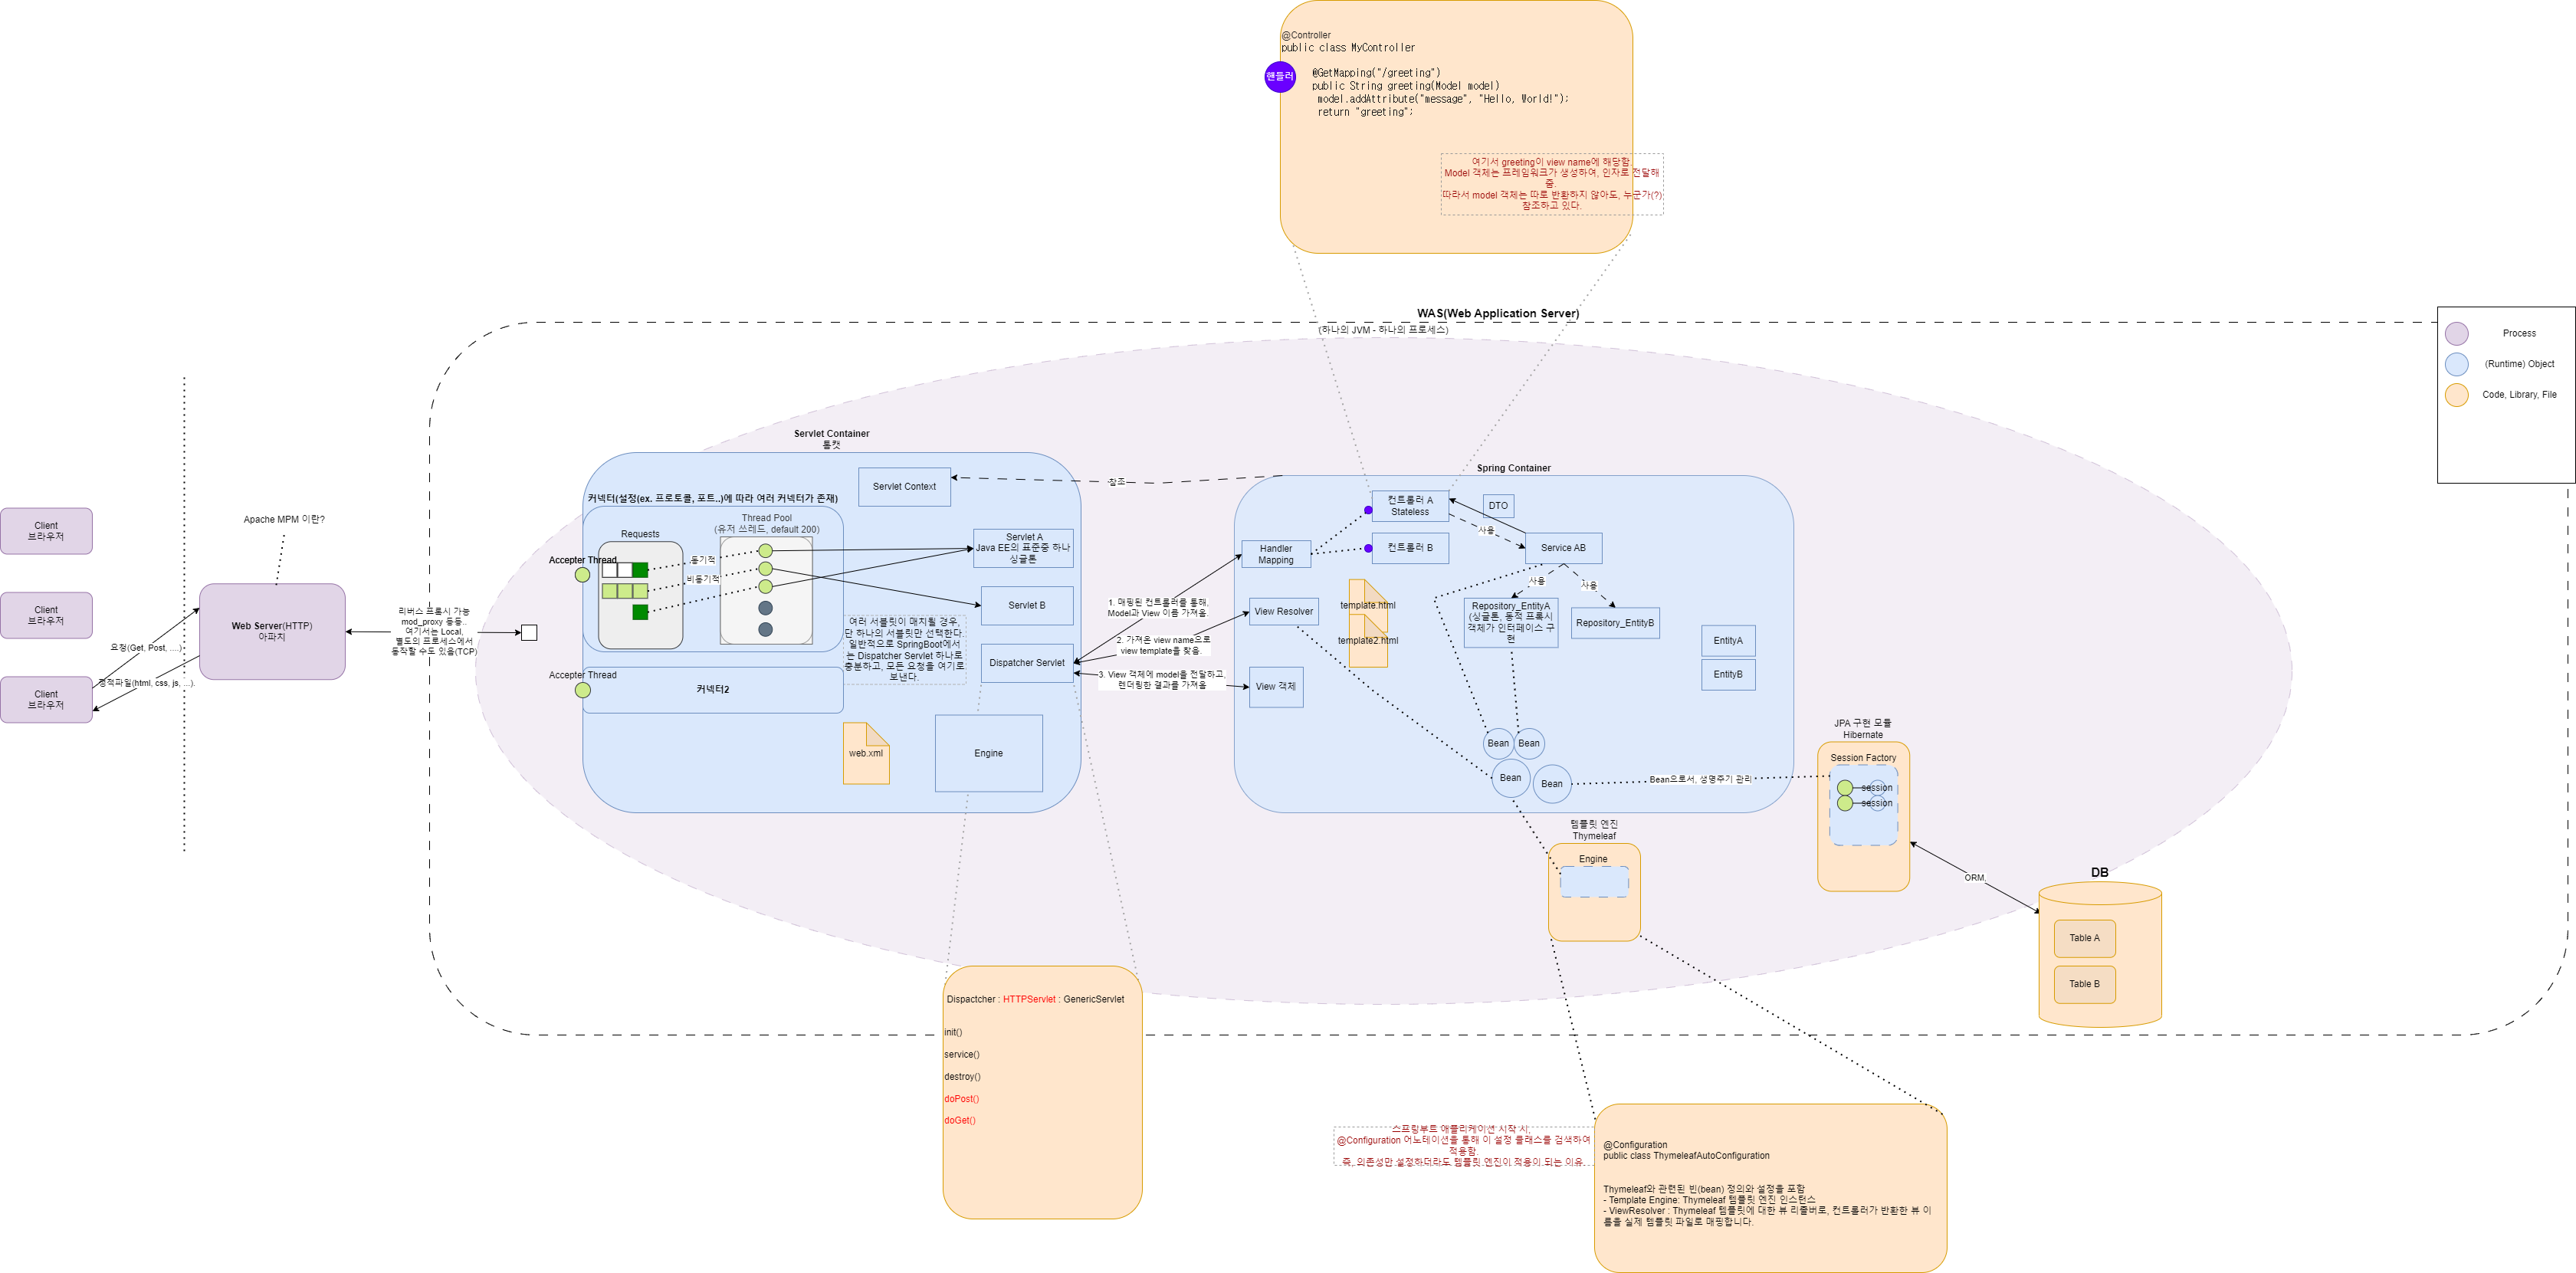 @Controller
public class MyController
핸들러
@GetMapping("/greeting")
public String greeting(Model model)
model.addAttribute("message", "Hello, World!");
return "greeting";
여기서 greeting이 view name에 해당함.
Model 객체는 프레임워크가 생성하여, 인자로 전달해
줌.
따라서 model 객체는 따로 반환하지 않아도, 누군가(?)
참조하고 있다.
WAS(Web Application Server)
(하나의 JVM - 하나의 프로세스)
Process
(Runtime) Object
Code, Library, File
Client
브라우저
Client
브라우저
Client
브라우저
요청(Get, Post, ....)
정적파일(html, css, js, ...).
Apache MPM 이란?
Web Server(HTTP)
아파치
리버스 프록시 가능
mod_proxy 등등..
여기서는 Local,
별도의 프로세스에서
동작할 수도 있음(TCP)
Servlet Container
톰캣
Servlet Context
참조
커넥터(설정(ex. 프로토콜, 포트..)에 따라 여러 커넥터가 존재)
Thread Pool
(유저 쓰레드, default 200)
Requests
Accepter Thread
동기적
비동기적
Servlet A
Java EE의 표준중 하나
싱글톤
Servlet B
여러 서블릿이 매치될 경우,
단 하나의 서블릿만 선택한다.
일반적으로 SpringBoot에서
는 Dispatcher Servlet 하나로
충분하고, 모든 요청을 여기로
보낸다.
Dispatcher Servlet
Accepter Thread
커넥터2
web.xml
Engine
1. 매핑된 컨트롤러를 통해,
Model과 View 이름 가져옴.
2. 가져온 view name으로
view template을 찾음.
3. View 객체에 model을 전달하고,
렌더링한 결과를 가져옴
Spring Container
컨트롤러 A
Stateless
DTO
컨트롤러 B
사용
Service AB
Handler
Mapping
사용
사용
template.html
template2.html
View Resolver
View 객체
Repository_EntityA
(싱글톤, 동적 프록시
객체가 인터페이스 구
현
Repository_EntityB
EntityA
EntityB
Bean
Bean
Bean
Bean
Bean으로서, 생명주기 관리
JPA 구현 모듈
Hibernate
Session Factory
session
session
템플릿 엔진
Thymeleaf
Engine
ORM,
DB
Table A
Table B
Dispactcher : HTTPServlet : GenericServlet
init()
service()
destroy()
doPost()
doGet()
스프링부트 애플리케이션 시작 시,
@Configuration 어노테이션을 통해 이 설정 클래스를 검색하여
적용함.
즉, 의존성만 설정하더라도 템플릿 엔진이 적용이 되는 이유.
@Configuration
public class ThymeleafAutoConfiguration
Thymeleaf와 관련된 빈(bean) 정의와 설정을 포함
- Template Engine: Thymeleaf 템플릿 엔진 인스턴스
- ViewResolver : Thymeleaf 템플릿에 대한 뷰 리졸버로, 컨트롤러가 반환한 뷰 이
름을 실제 템플릿 파일로 매핑합니다.